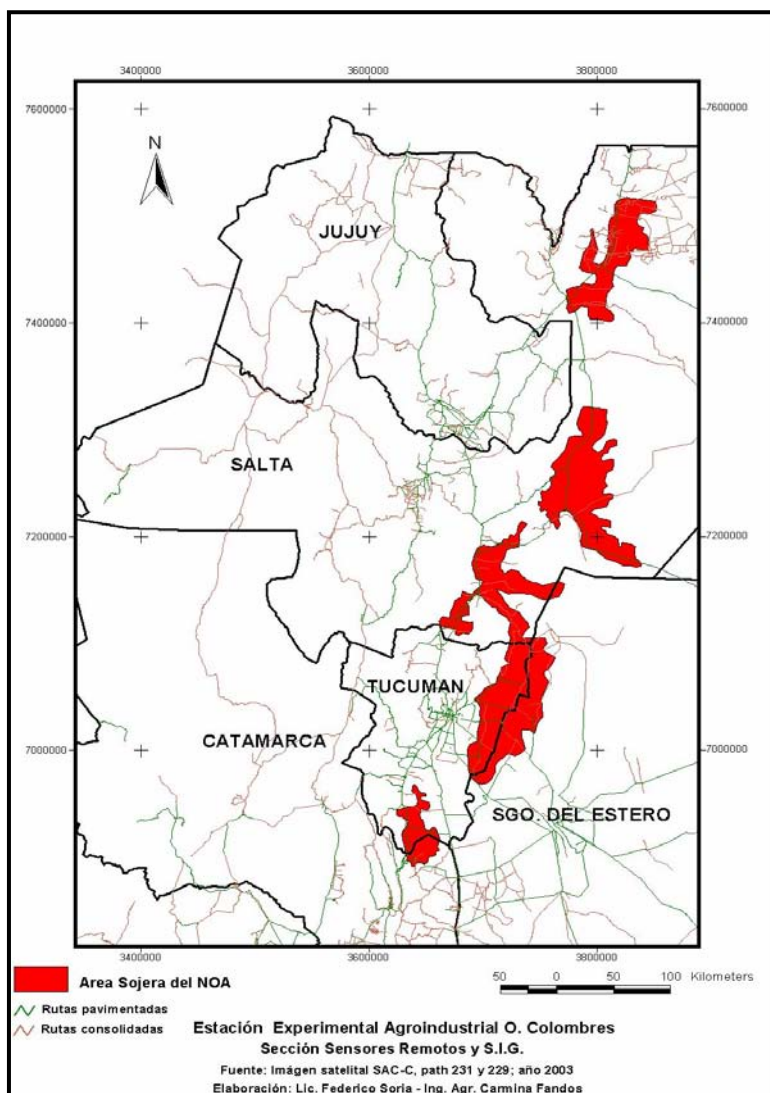 3400000 3600000 3800000
7600000 7600000
N
JUJUY
7400000 7400000
SALTA
7200000 7200000
TUCUMAN
CATAMARCA
7000000 7000000
SGO. DEL ESTERO
3400000 3600000 3800000
Area Sojera del NOA
50 0 50 100 Kilometers
Rutas pavimentadas
Rutas consolidadas
Estación Experimental Agroindustrial O. Colombres
Sección Sensores Remotos y S.I.G.
Fuente: Imágen satelital SAC-C, path 231 y 229; año 2003
Elaboración: Lic. Federico Soria - Ing. Agr. Carmina Fandos